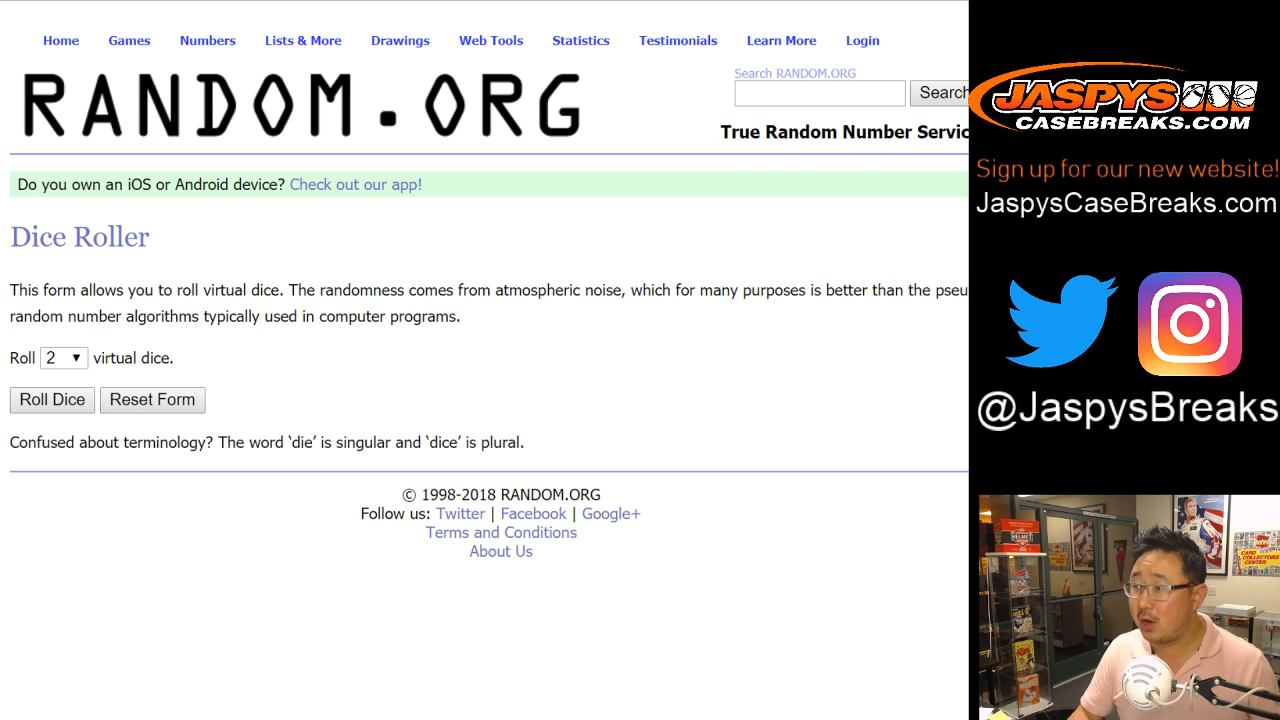 Home Games Numbers Lists & More Drawings Web Tools Statistics Testimonials Learn More Login
RANDOM.ORG
Search RANDOM.ORG
Search
True Random Number Servic
Do you own an iOS or Android device? Check out our app!
Dice Roller
This form allows you to roll virtual dice. The randomness comes from atmospheric noise, which for many purposes is better than the pseu
random number algorithms typically used in computer programs.
Roll 2 virtual dice.
Roll Dice Reset Form
Confused about terminology? The word ‘die’ is singular and ‘dice’ is plural.
© 1998-2018 RANDOM.ORG
Follow us: Twitter | Facebook | Google+
Terms and Conditions
About Us
JASPYS
CASEBREAKS.COM
Sign up for our new website!
JaspysCaseBreaks.com
@JaspysBreaks
HELMET
CARD
COLLECTORS
CENTER